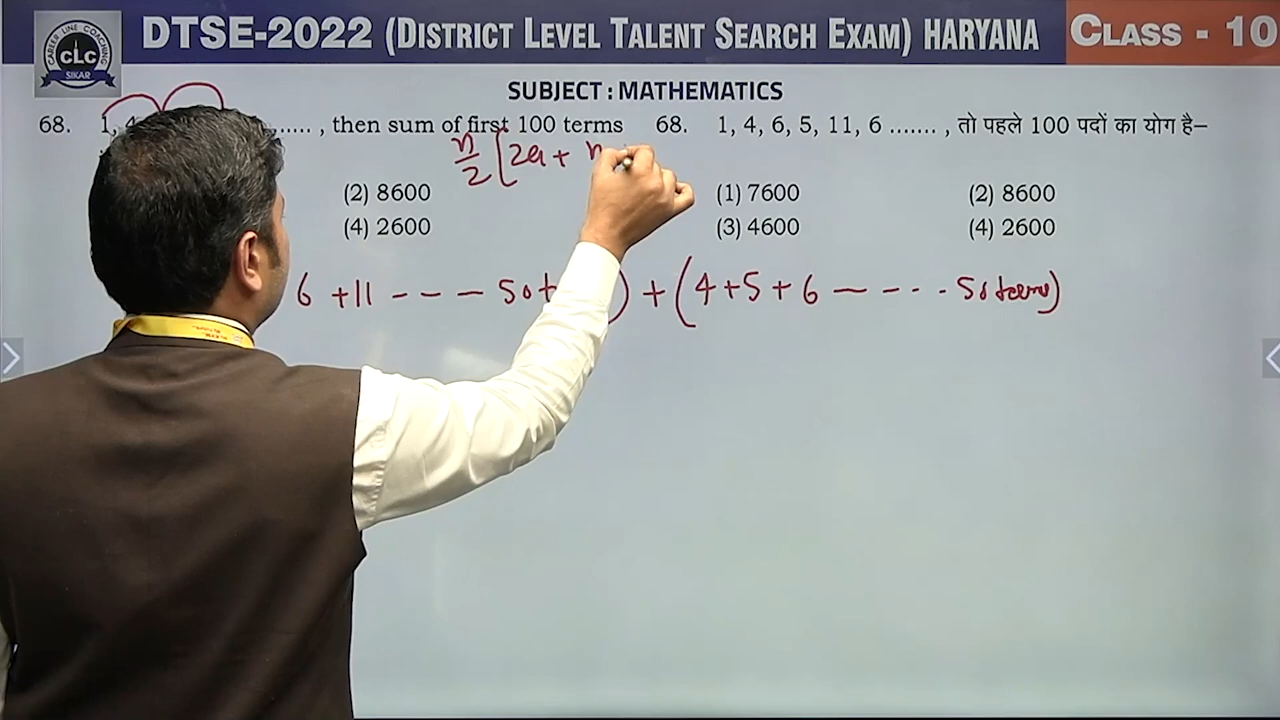 CLC
SIKAR
DTSE-2022 (DISTRICT LEVEL TALENT SEARCH EXAM) HARYANA
CLASS - 10
SUBJECT : MATHEMATICS
68. 1, 4 ...... , then sum of first 100 terms
n/2 [2a + n
(2) 8600
(4) 2600
68. 1, 4, 6, 5, 11, 6 ....... , तो पहले 100 पदों का योग है–
(1) 7600 (2) 8600
(3) 4600 (4) 2600
6 + 11 - - - 50 t ) + (4 + 5 + 6 - - - - 50 terms)